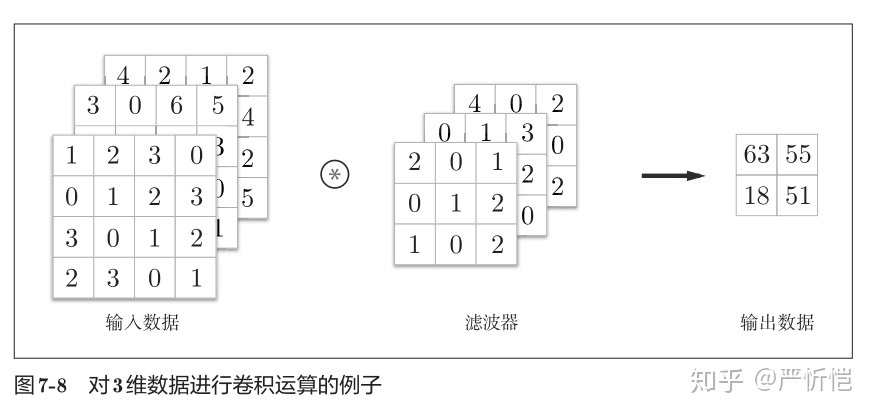 4 2 1 2
3 0 6 5 4
1 2 3 0 3 2
0 1 2 3 0 5
3 0 1 2 1
2 3 0 1
⊛
4 0 2
0 1 3 0
2 0 1 2 2
0 1 2 0
1 0 2
63 55
18 51
输入数据
滤波器
输出数据
图7-8 对3维数据进行卷积运算的例子
知乎 @严忻恺